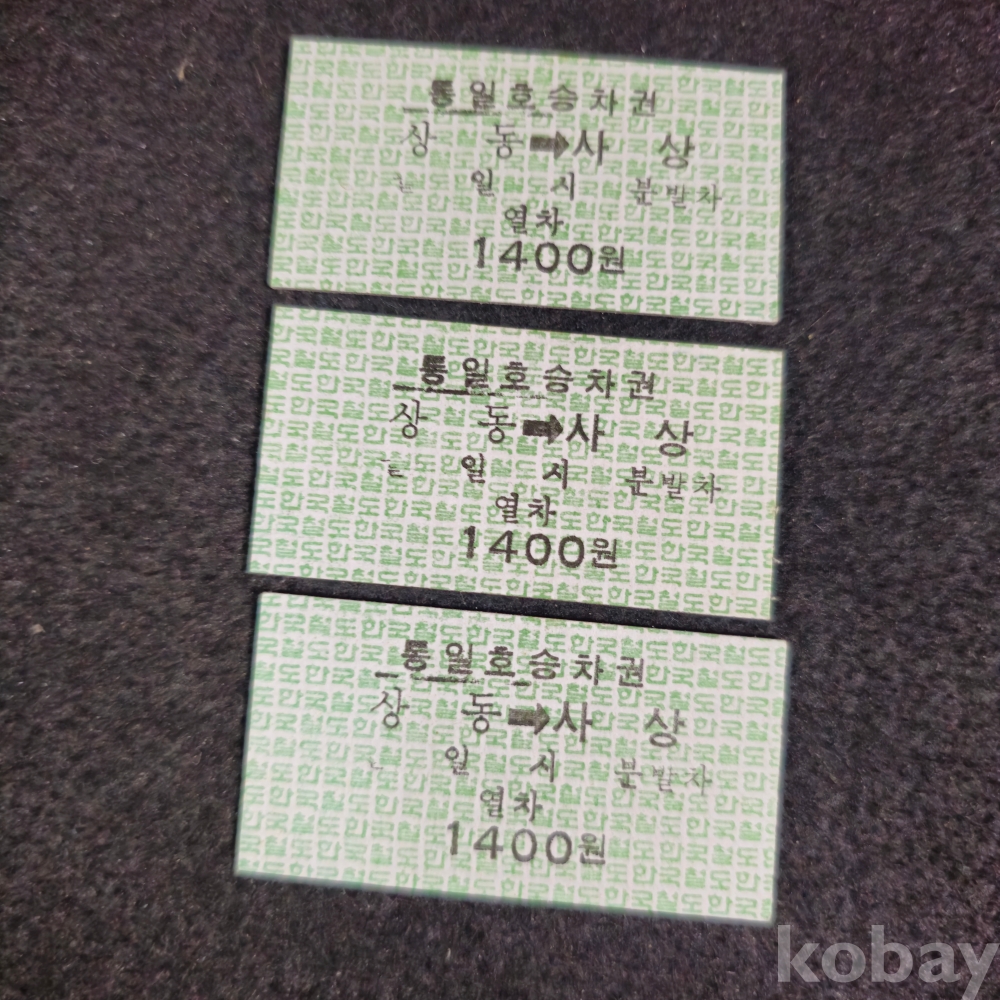 통일호승차권
상 동➡사 상
일 시 분발차
열차
1400원
통일호승차권
상 동➡사 상
일 시 분발차
열차
1400원
통일호승차권
상 동➡사 상
일 시 분발차
열차
1400원
kobay